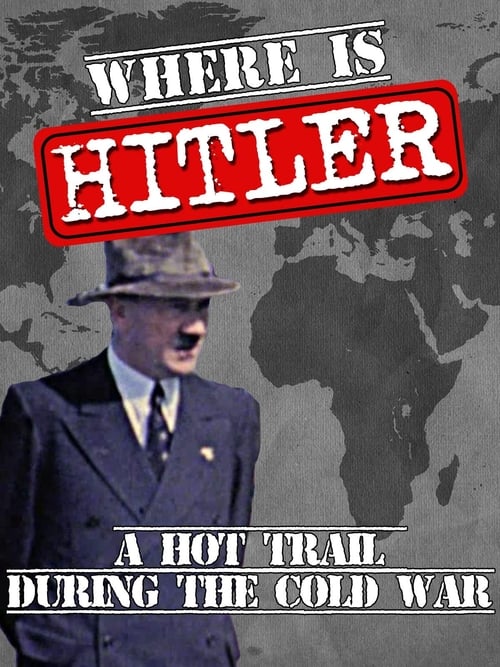 WHERE IS
HITLER
A HOT TRAIL
DURING THE COLD WAR